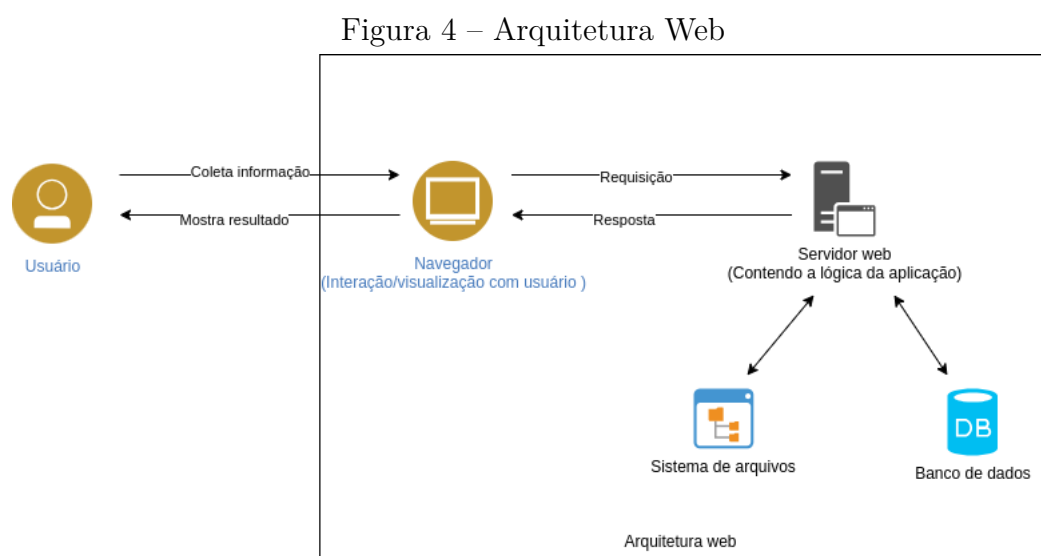 Figura 4 – Arquitetura Web
Coleta informação
Requisição
Mostra resultado
Resposta
Usuário
Navegador
(Interação/visualização com usuário )
Servidor web
(Contendo a lógica da aplicação)
DB
Sistema de arquivos
Banco de dados
Arquitetura web